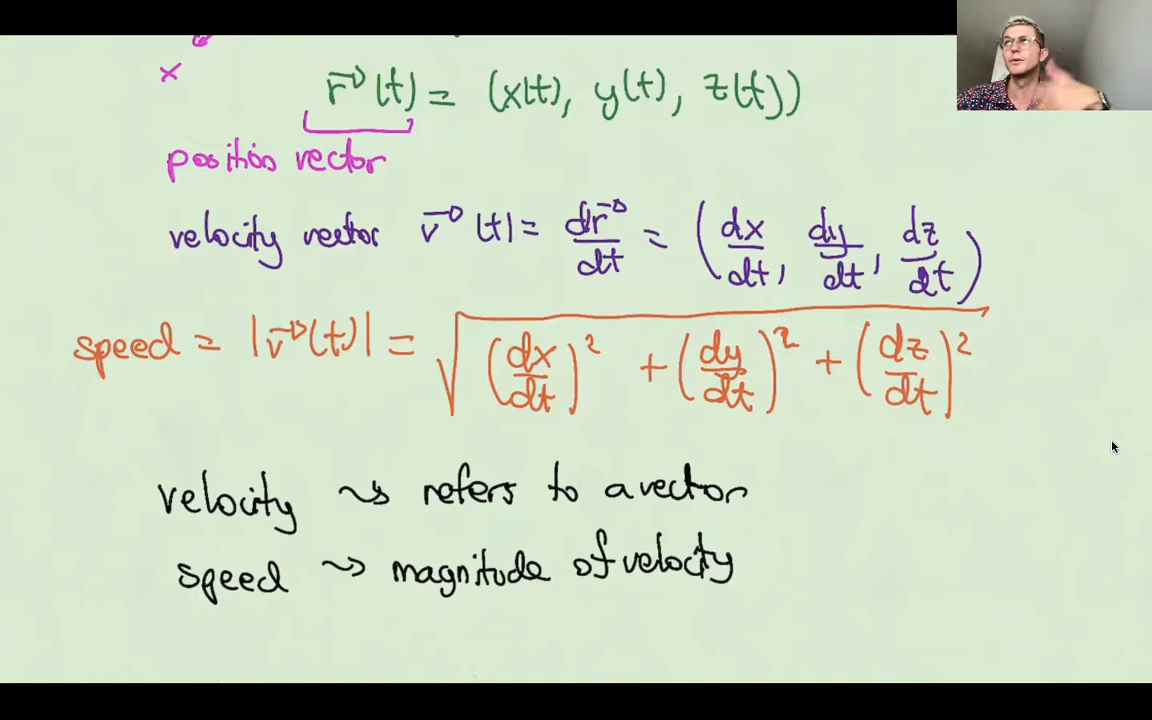 x
r⃗(t) = (x(t), y(t), z(t))
position vector
velocity vector v⃗(t) = dr⃗/dt = (dx/dt, dy/dt, dz/dt)
speed = |v⃗(t)| = √((dx/dt)² + (dy/dt)² + (dz/dt)²)
velocity ⇝ refers to a vector
speed ⇝ magnitude of velocity